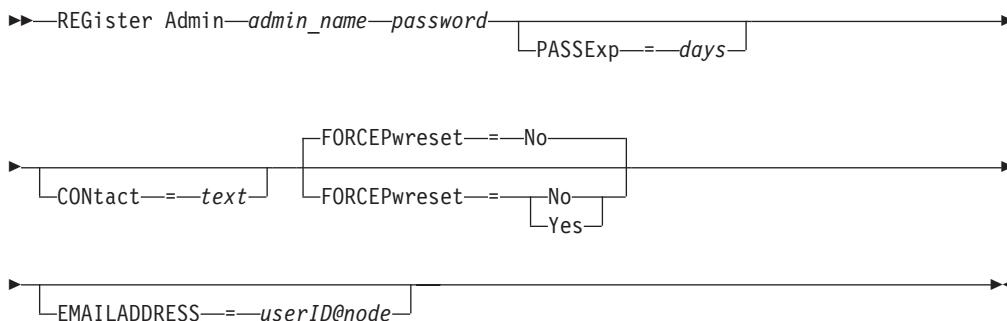 REGister Admin admin_name password
PASSExp = days
FORCEPwreset = No
CONtact = text
FORCEPwreset = No
Yes
EMAILADDRESS = userID@node